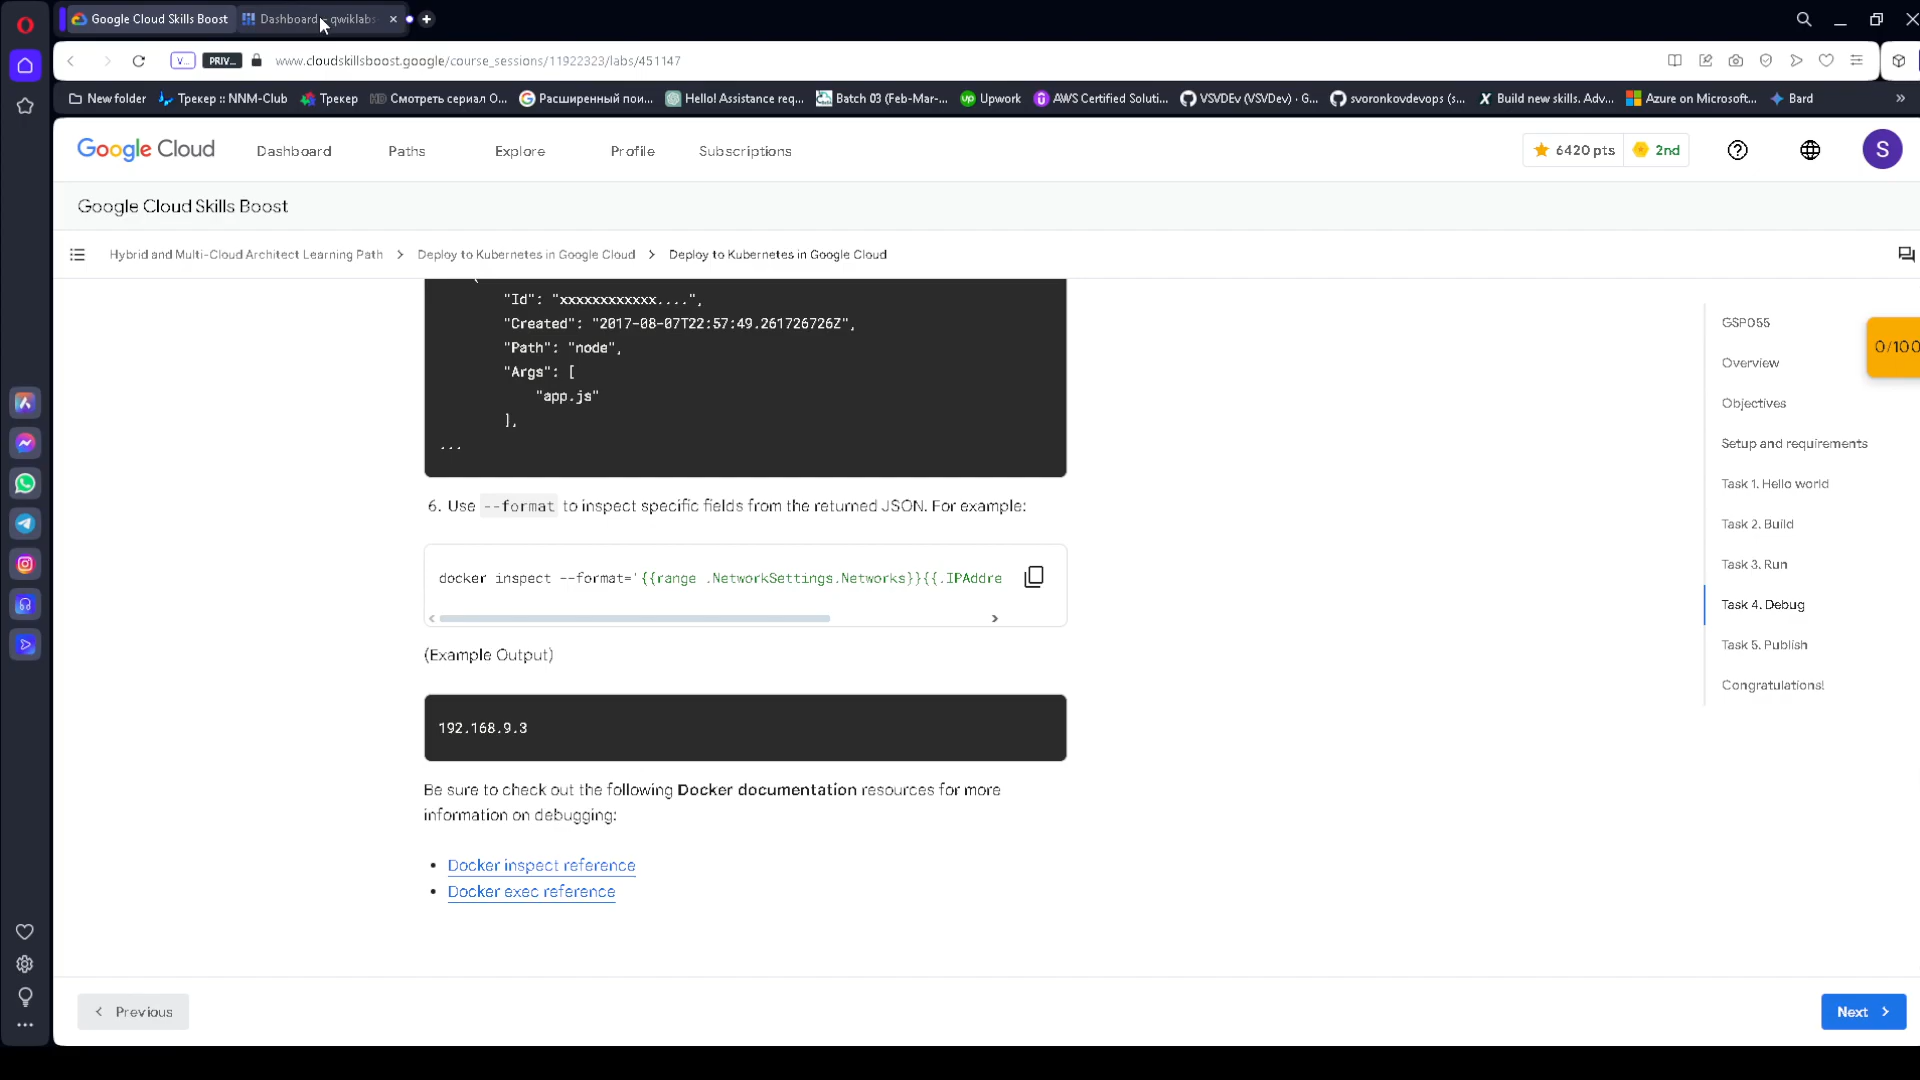 Google Cloud Skills Boost
Dashboard – qwiklabs
V...
PRIV...
www.cloudskillsboost.google/course_sessions/11922323/labs/451147
New folder
Трекер :: NNM-Club
Трекер
Смотреть сериал О...
Расширенный пои...
Hello! Assistance req...
Batch 03 (Feb-Mar-...
Upwork
AWS Certified Soluti...
VSVDEv (VSVDev) · G...
svoronkovdevops (s...
Build new skills. Adv...
Azure on Microsoft...
Bard
»
Google Cloud
Dashboard
Paths
Explore
Profile
Subscriptions
6420 pts
2nd
S
Google Cloud Skills Boost
Hybrid and Multi-Cloud Architect Learning Path > Deploy to Kubernetes in Google Cloud > Deploy to Kubernetes in Google Cloud
"Id": "xxxxxxxxxxxx....",
"Created": "2017-08-07T22:57:49.261726726Z",
"Path": "node",
"Args": [
"app.js"
],
...
6. Use --format to inspect specific fields from the returned JSON. For example:
docker inspect --format='{{range .NetworkSettings.Networks}}{{.IPAddre
(Example Output)
192.168.9.3
Be sure to check out the following Docker documentation resources for more
information on debugging:
• Docker inspect reference
• Docker exec reference
GSP055
Overview
Objectives
Setup and requirements
Task 1. Hello world
Task 2. Build
Task 3. Run
Task 4. Debug
Task 5. Publish
Congratulations!
0/100
Previous
Next